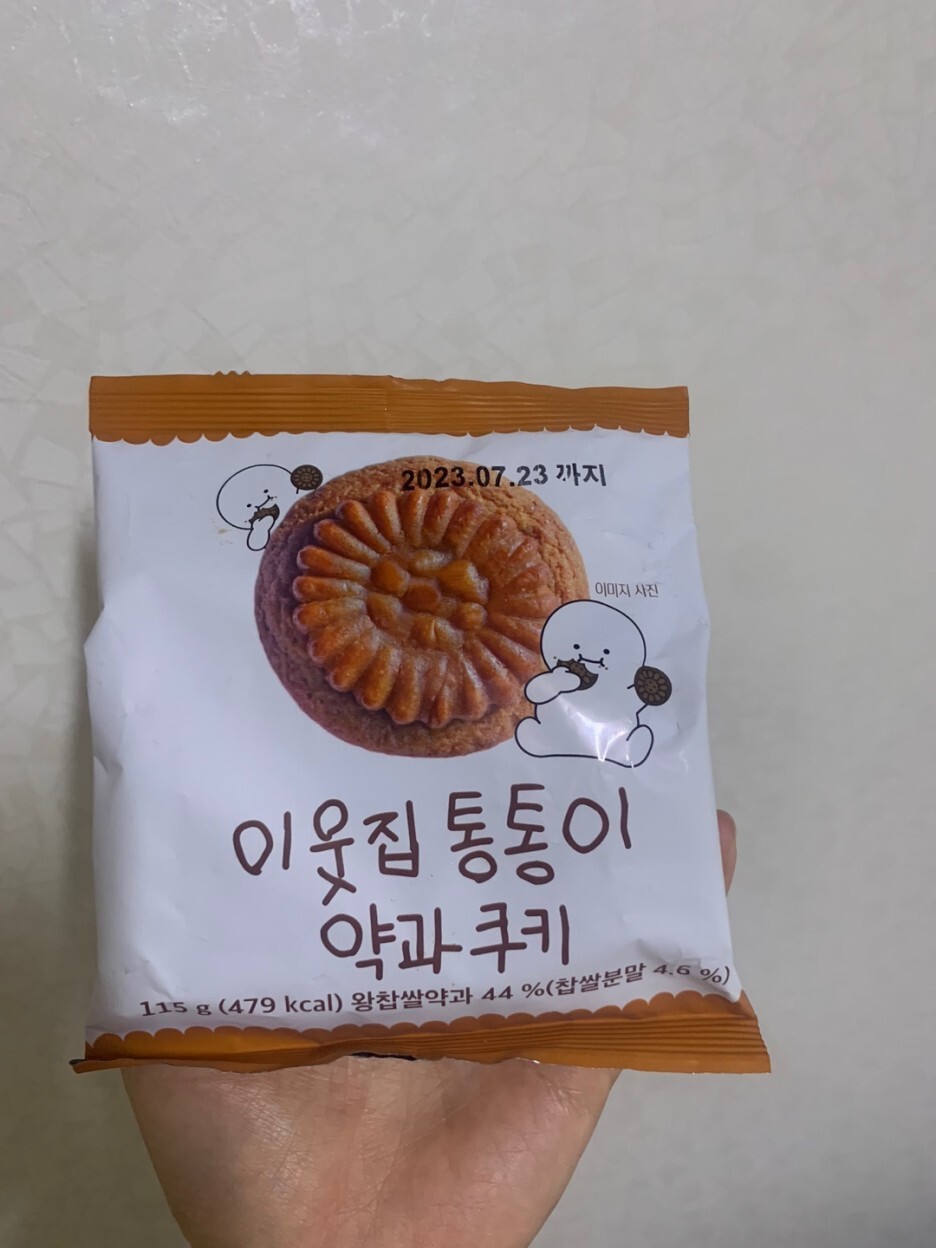 2023.07.23 까지
이미지 사진
이웃집 통통이
약과 쿠키
115 g (479 kcal) 왕찹쌀약과 44 %(찹쌀분말 4.6 %)